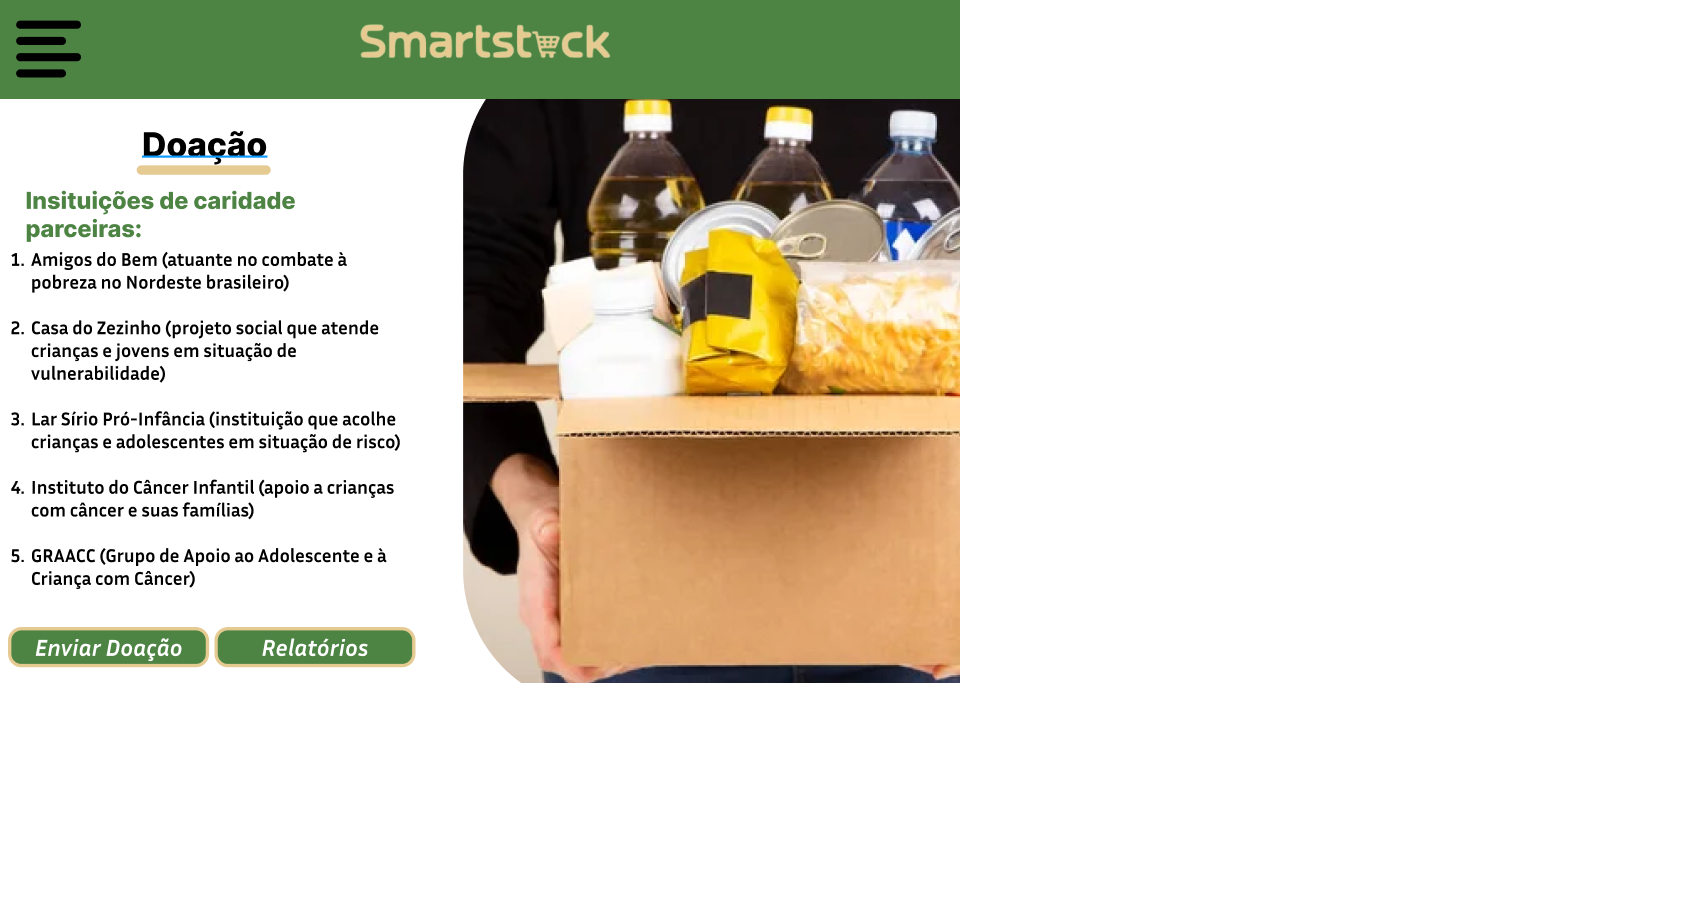 Smartstock
Doação
Insituições de caridade
parceiras:
1. Amigos do Bem (atuante no combate à
pobreza no Nordeste brasileiro)
2. Casa do Zezinho (projeto social que atende
crianças e jovens em situação de
vulnerabilidade)
3. Lar Sírio Pró-Infância (instituição que acolhe
crianças e adolescentes em situação de risco)
4. Instituto do Câncer Infantil (apoio a crianças
com câncer e suas famílias)
5. GRAACC (Grupo de Apoio ao Adolescente e à
Criança com Câncer)
Enviar Doação
Relatórios